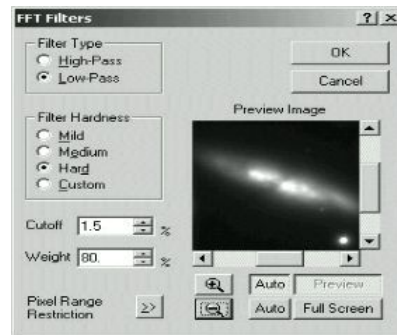 FFT Filters
Filter Type
High-Pass
Low-Pass
OK
Cancel
Filter Hardness
Mild
Medium
Hard
Custom
Preview Image
Cutoff 1.5 %
Weight 80. %
Pixel Range
Restriction >>
Auto Preview
Auto Full Screen